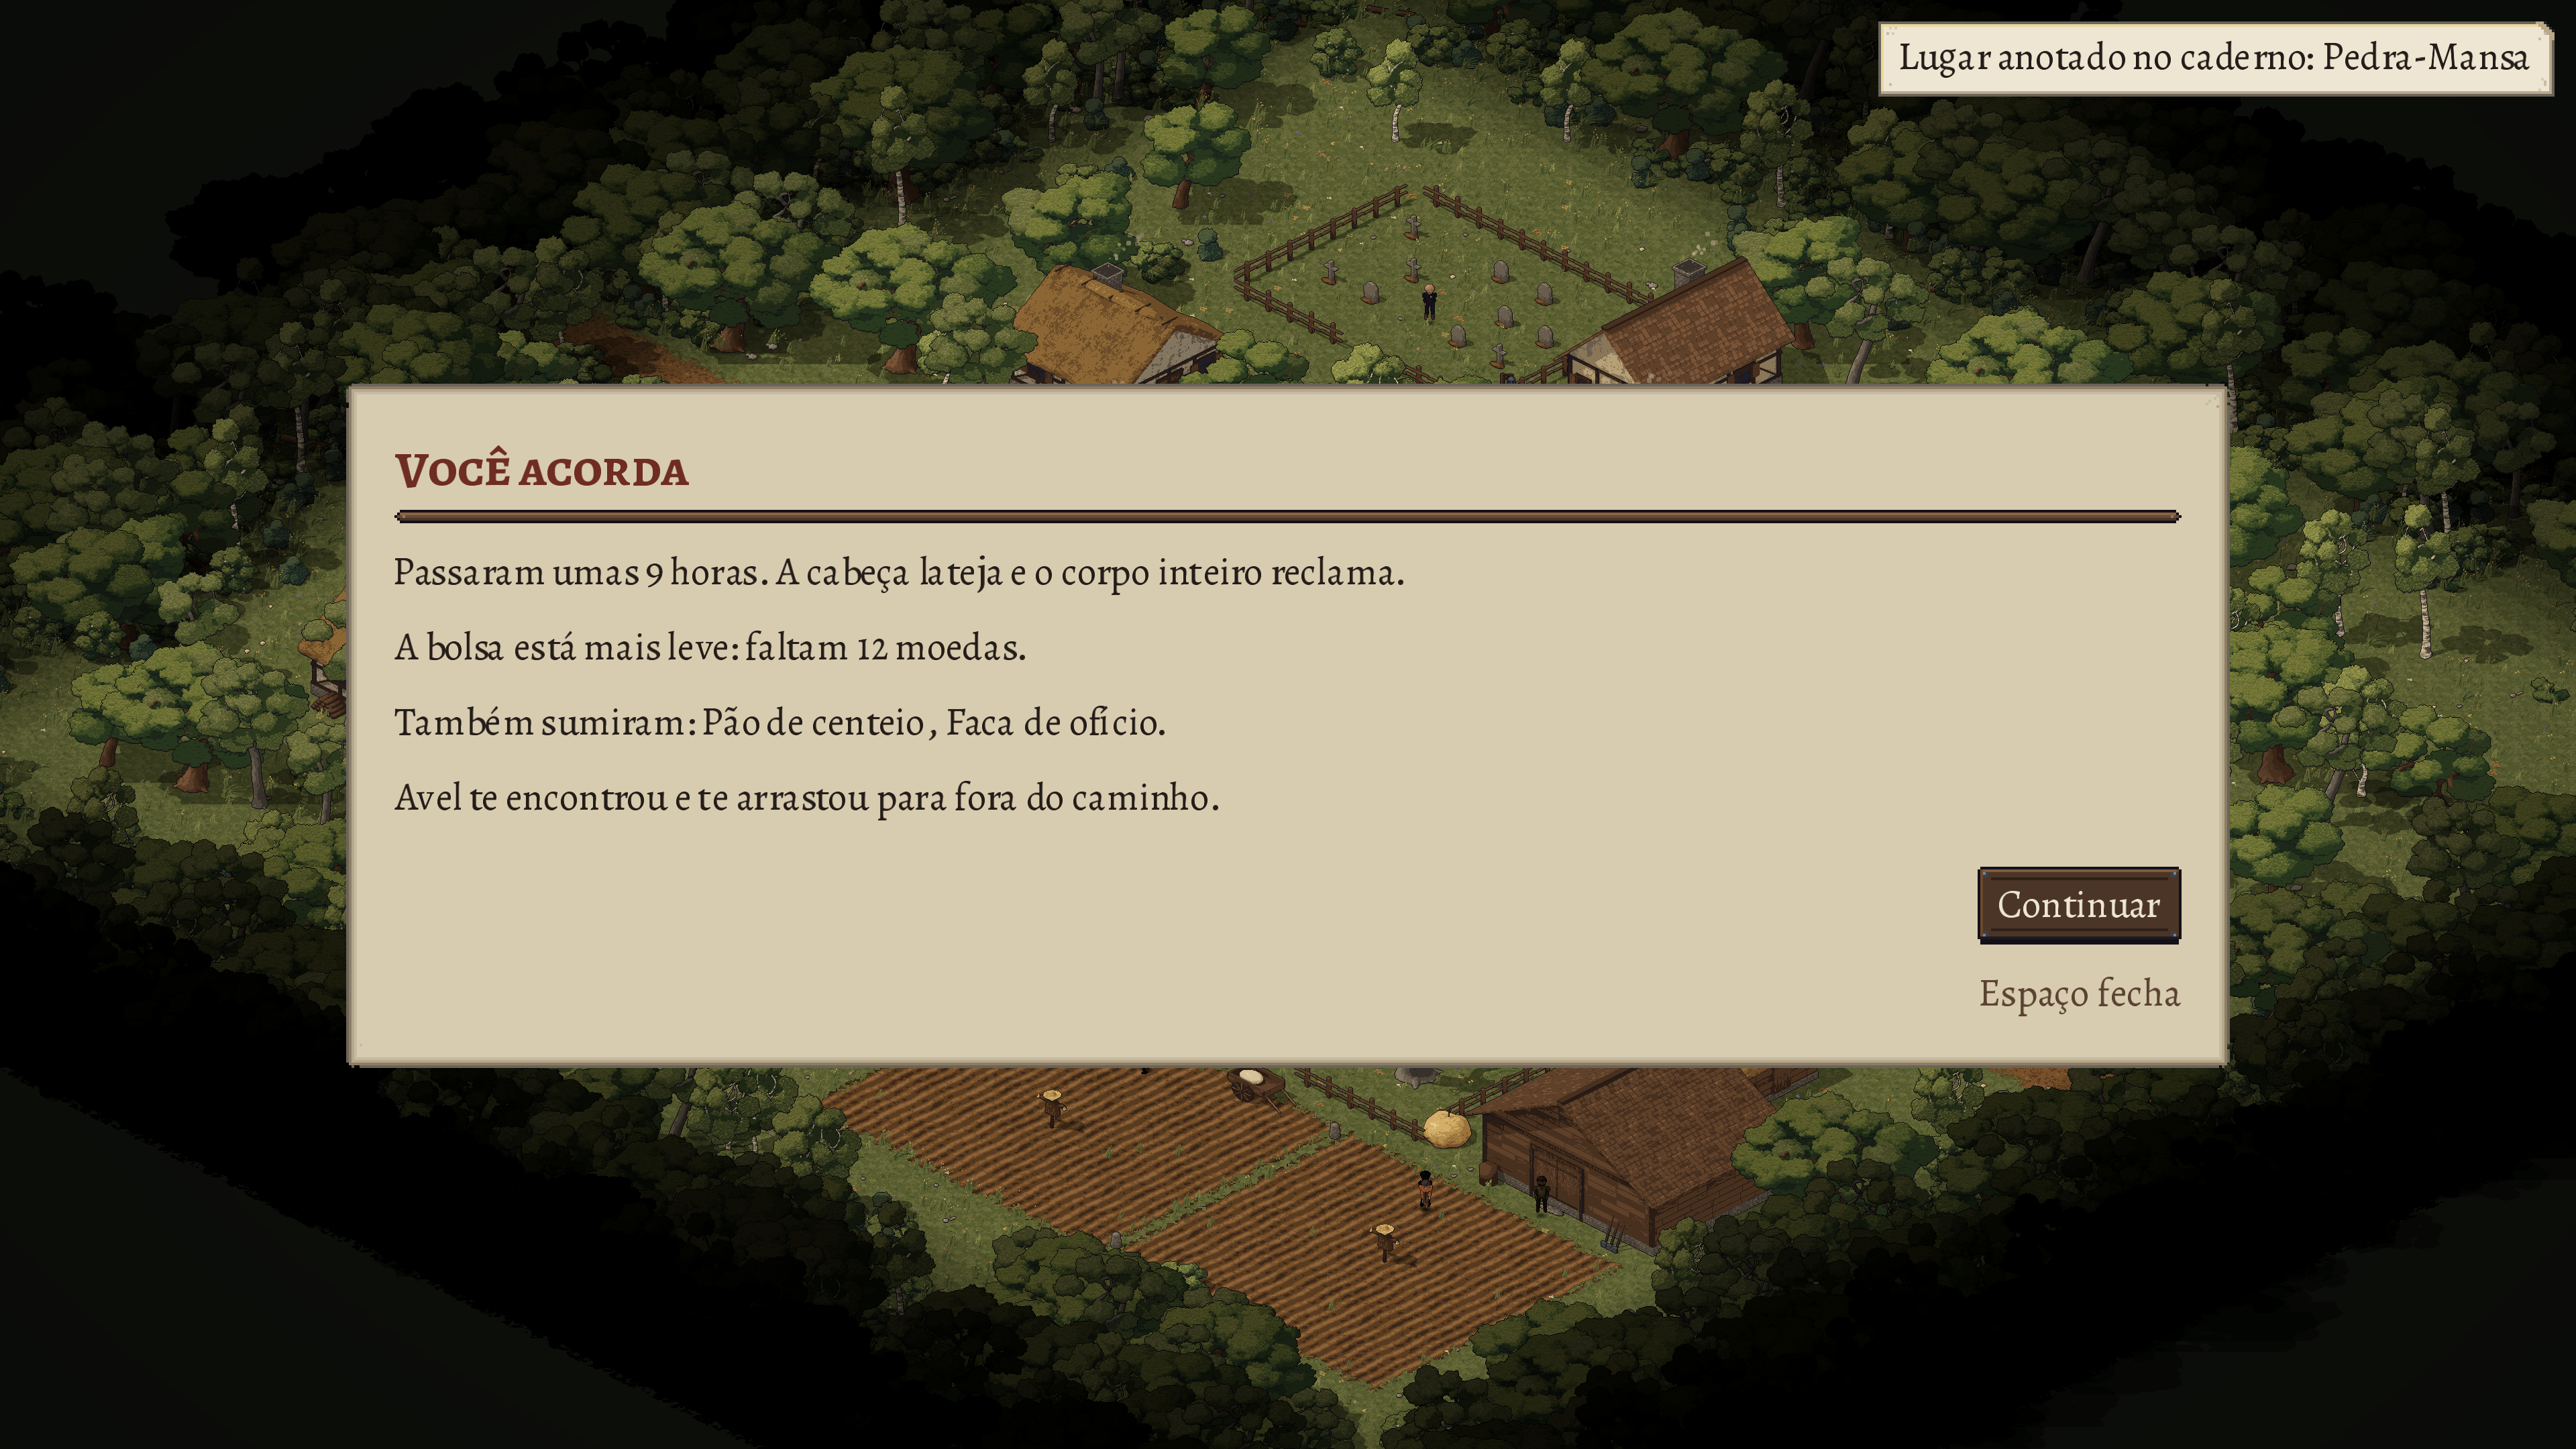 Lugar anotado no caderno: Pedra-Mansa
Você acorda
Passaram umas 9 horas. A cabeça lateja e o corpo inteiro reclama.
A bolsa está mais leve: faltam 12 moedas.
Também sumiram: Pão de centeio, Faca de ofício.
Avel te encontrou e te arrastou para fora do caminho.
Continuar
Espaço fecha